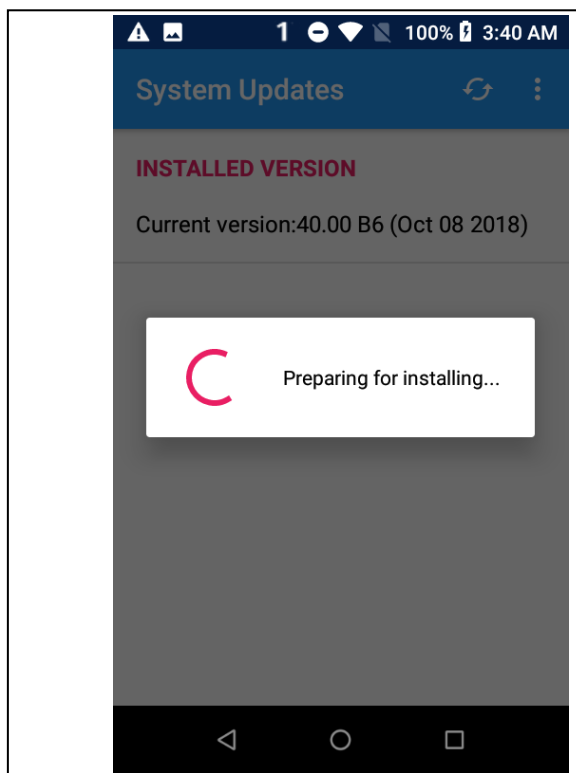 1 100% 3:40 AM
System Updates
INSTALLED VERSION
Current version:40.00 B6 (Oct 08 2018)
Preparing for installing...